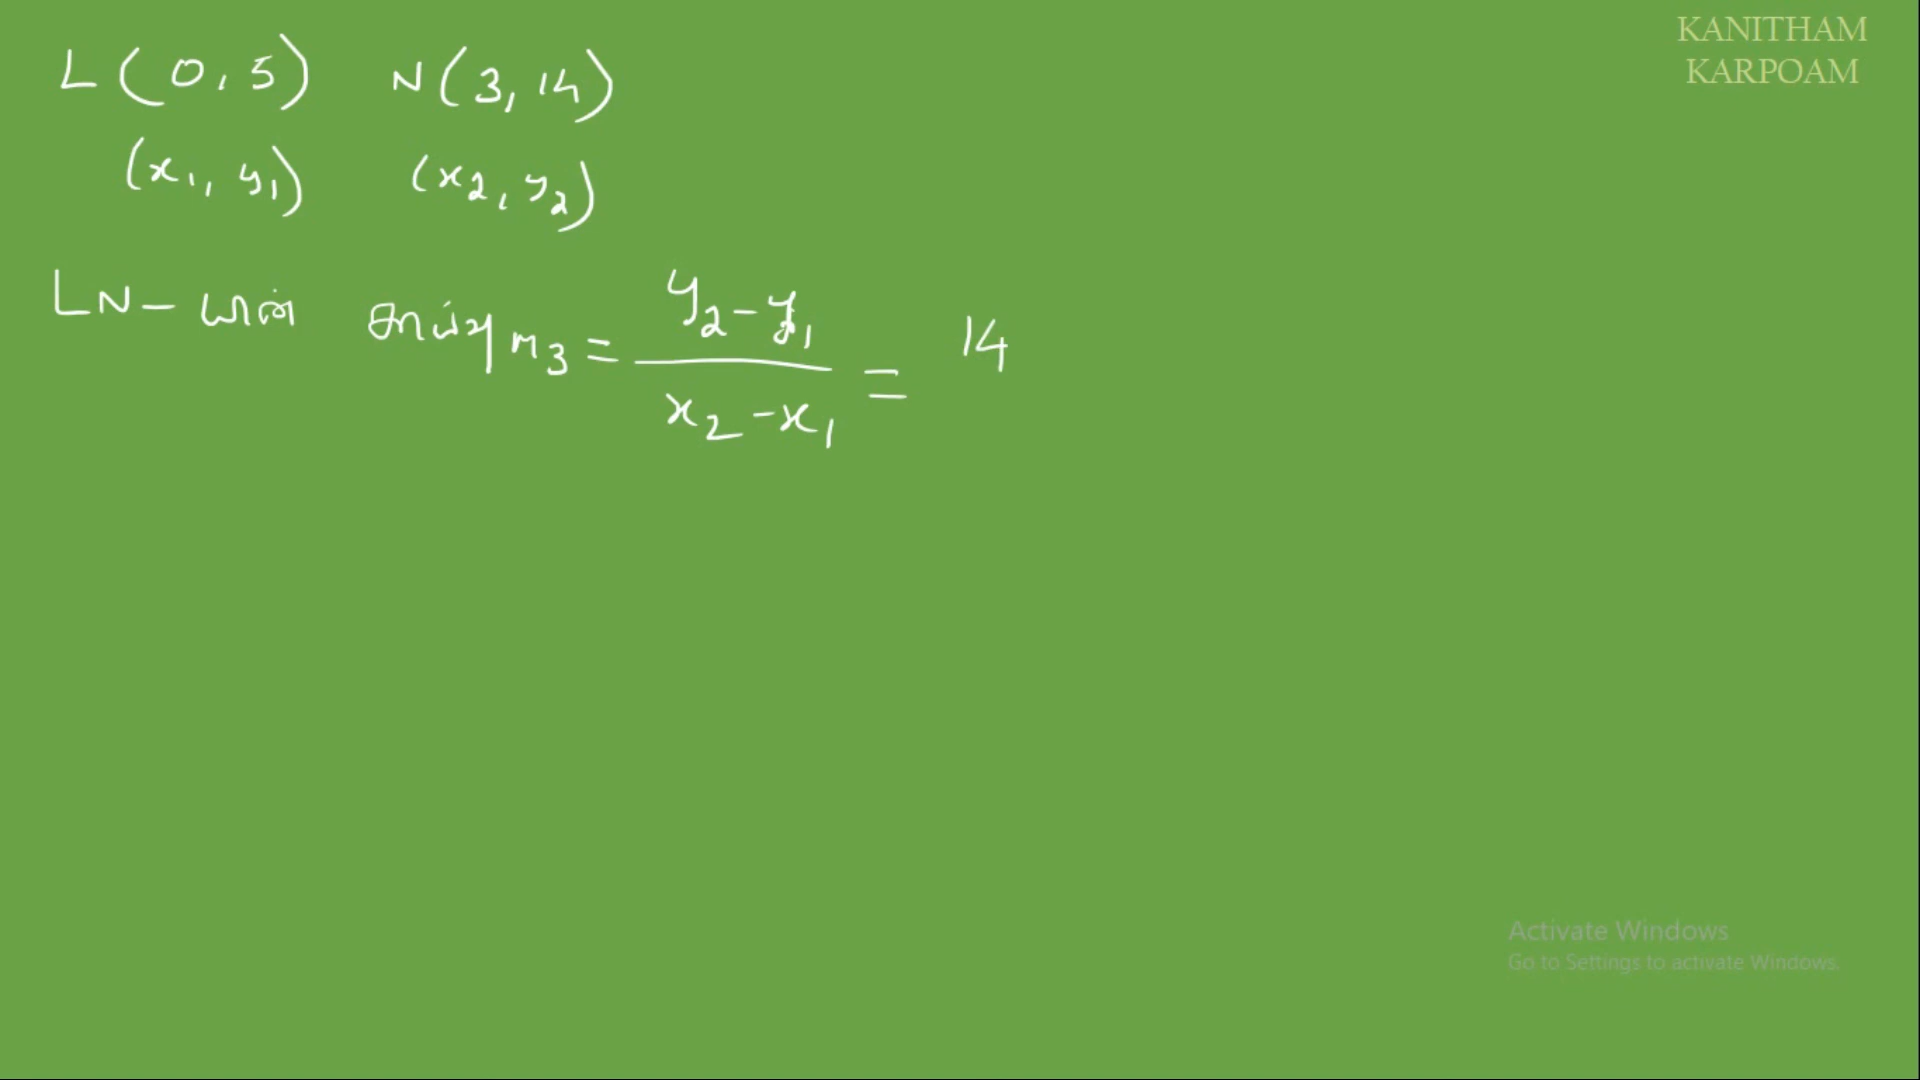 KANITHAM
KARPOAM
L(0,5) N(3,14)
(x₁, y₁) (x₂, y₂)
LN-யின் சாய்வு m₃ = (y₂ - y₁)/(x₂ - x₁) = 14
Activate Windows
Go to Settings to activate Windows.